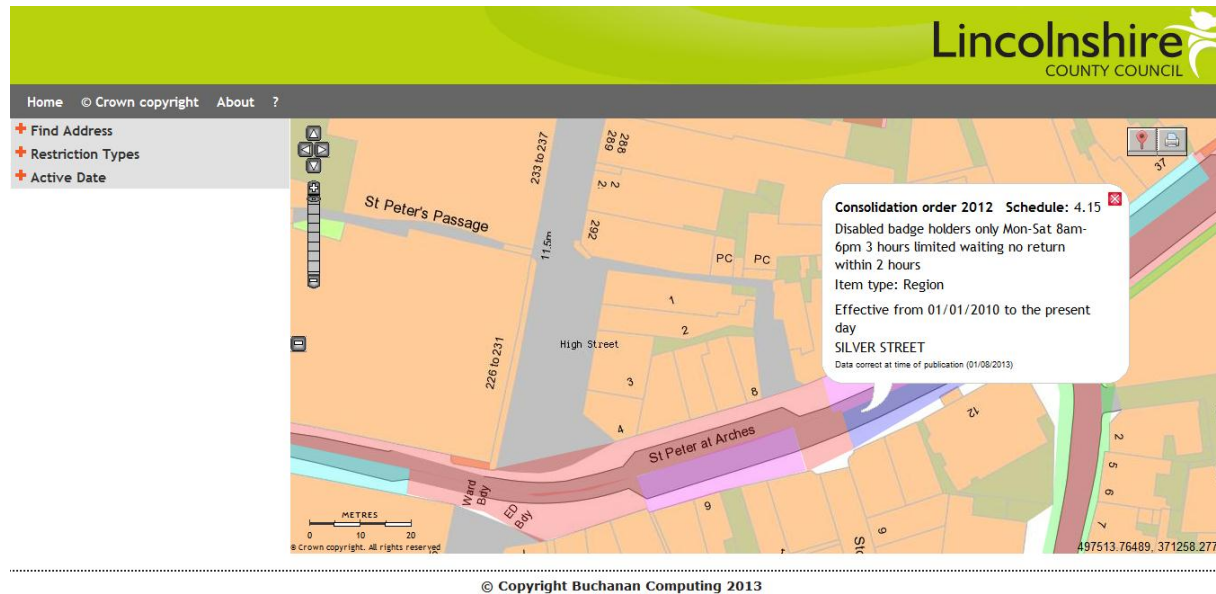 Lincolnshire
COUNTY COUNCIL
Home © Crown copyright About ?
Find Address
Restriction Types
Active Date
233 to 237
288
289
2
2
292
St Peter's Passage
11.5m
PC PC
37
1
2
High Street
3
226 to 231
4
8
St Peter at Arches
12
Consolidation order 2012 Schedule: 4.15
Disabled badge holders only Mon-Sat 8am-
6pm 3 hours limited waiting no return
within 2 hours
Item type: Region
Effective from 01/01/2010 to the present
day
SILVER STREET
Data correct at time of publication (01/08/2013)
Ward
Bdy
ED
Bdy
9
9
2
5
6
7
METRES
0 10 20
© Crown copyright. All rights reserved
497513.76489, 371258.277
© Copyright Buchanan Computing 2013